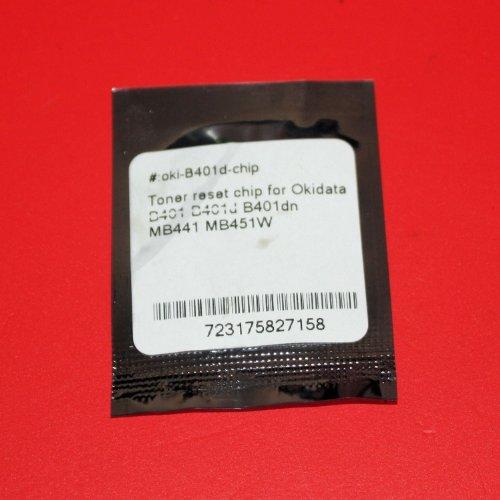 #:oki-B401d-chip
Toner reset chip for Okidata
B401 B401d B401dn
MB441 MB451W
723175827158